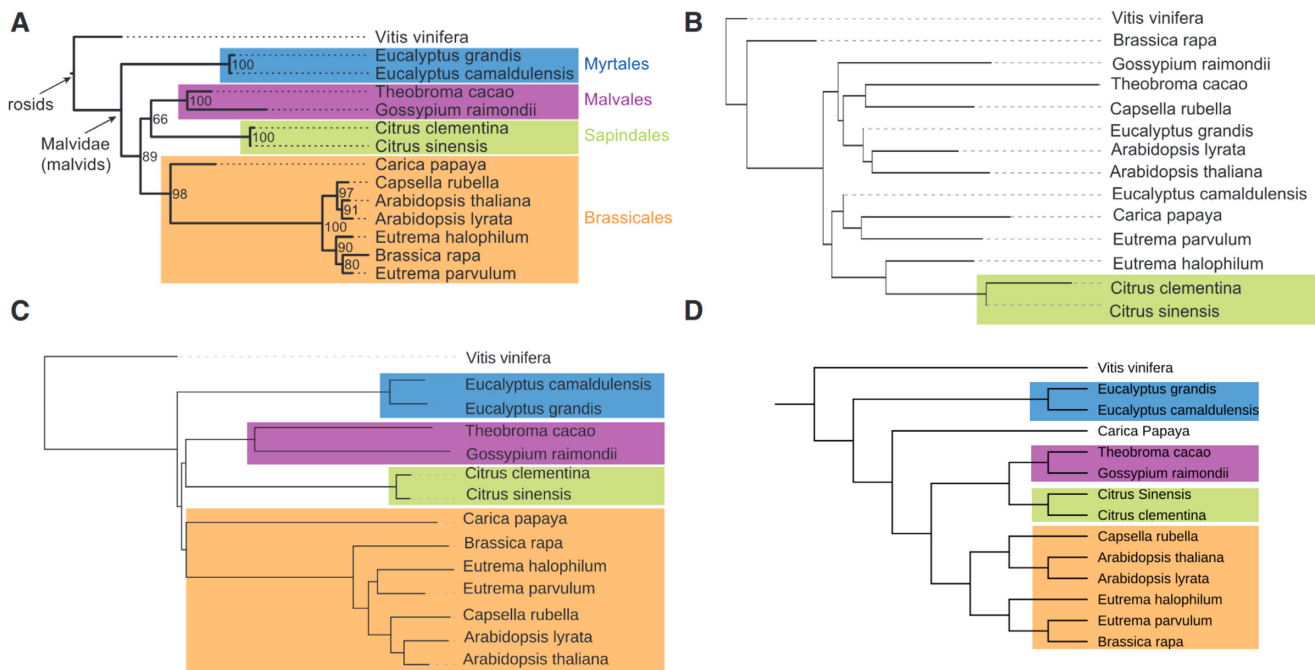 A
Vitis vinifera
Eucalyptus grandis
100
Eucalyptus camaldulensis
Myrtales
rosids
Theobroma cacao
100
Gossypium raimondii
Malvales
66
Malvidae
(malvids)
Citrus clementina
100
Citrus sinensis
Sapindales
89
Carica papaya
98
Capsella rubella
97
Arabidopsis thaliana
91
Arabidopsis lyrata
Brassicales
100
Eutrema halophilum
90
Brassica rapa
80
Eutrema parvulum
B
Vitis vinifera
Brassica rapa
Gossypium raimondii
Theobroma cacao
Capsella rubella
Eucalyptus grandis
Arabidopsis lyrata
Arabidopsis thaliana
Eucalyptus camaldulensis
Carica papaya
Eutrema parvulum
Eutrema halophilum
Citrus clementina
Citrus sinensis
C
Vitis vinifera
Eucalyptus camaldulensis
Eucalyptus grandis
Theobroma cacao
Gossypium raimondii
Citrus clementina
Citrus sinensis
Carica papaya
Brassica rapa
Eutrema halophilum
Eutrema parvulum
Capsella rubella
Arabidopsis lyrata
Arabidopsis thaliana
D
Vitis vinifera
Eucalyptus grandis
Eucalyptus camaldulensis
Carica Papaya
Theobroma cacao
Gossypium raimondii
Citrus Sinensis
Citrus clementina
Capsella rubella
Arabidopsis thaliana
Arabidopsis lyrata
Eutrema halophilum
Eutrema parvulum
Brassica rapa